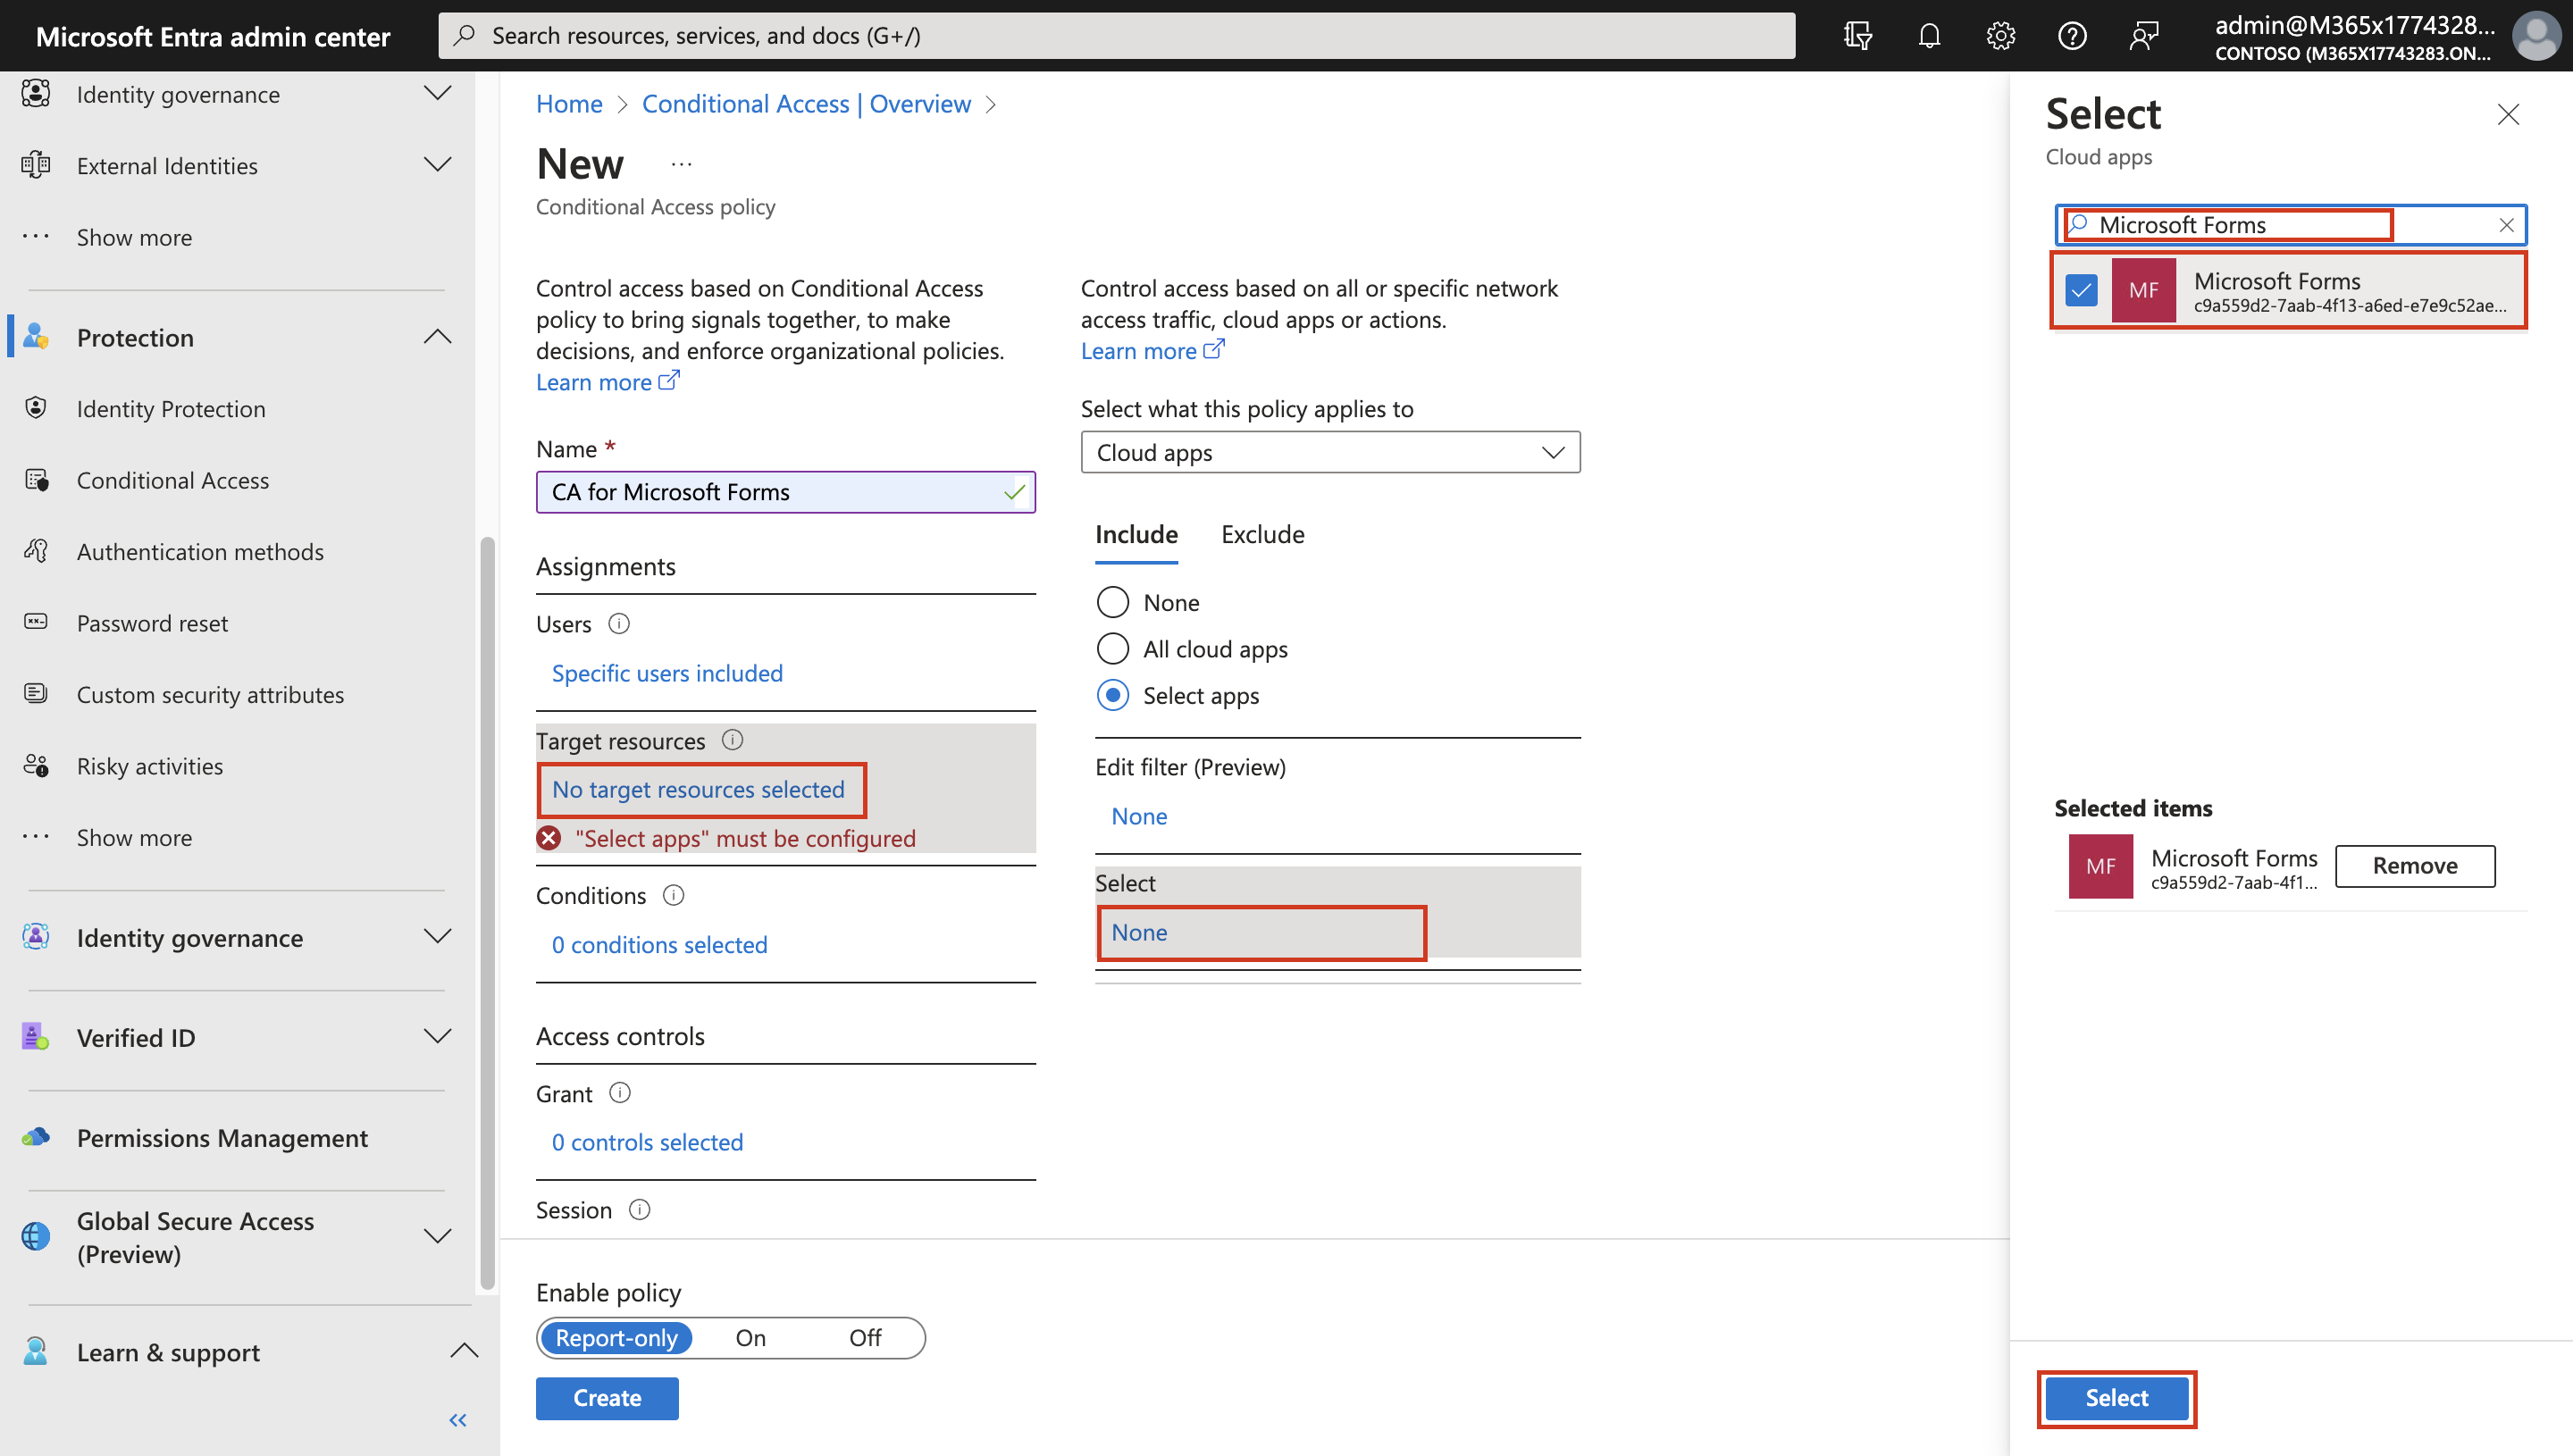 Microsoft Entra admin center
Search resources, services, and docs (G+/)
admin@M365x1774328...
CONTOSO (M365X17743283.ON...
Identity governance
External Identities
Show more
Protection
Identity Protection
Conditional Access
Authentication methods
Password reset
Custom security attributes
Risky activities
Show more
Identity governance
Verified ID
Permissions Management
Global Secure Access
(Preview)
Learn & support
Home > Conditional Access | Overview >
New ...
Conditional Access policy
Control access based on Conditional Access
policy to bring signals together, to make
decisions, and enforce organizational policies.
Learn more
Name *
CA for Microsoft Forms
Assignments
Users
Specific users included
Target resources
No target resources selected
"Select apps" must be configured
Conditions
0 conditions selected
Access controls
Grant
0 controls selected
Session
Enable policy
Report-only On Off
Create
Control access based on all or specific network
access traffic, cloud apps or actions.
Learn more
Select what this policy applies to
Cloud apps
Include Exclude
None
All cloud apps
Select apps
Edit filter (Preview)
None
Select
None
Select
Cloud apps
Microsoft Forms
MF
Microsoft Forms
c9a559d2-7aab-4f13-a6ed-e7e9c52ae...
Selected items
MF
Microsoft Forms
c9a559d2-7aab-4f1...
Remove
Select